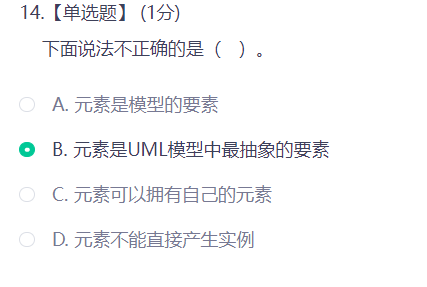 14.【单选题】 (1分)
下面说法不正确的是（ ）。
A. 元素是模型的要素
B. 元素是UML模型中最抽象的要素
C. 元素可以拥有自己的元素
D. 元素不能直接产生实例